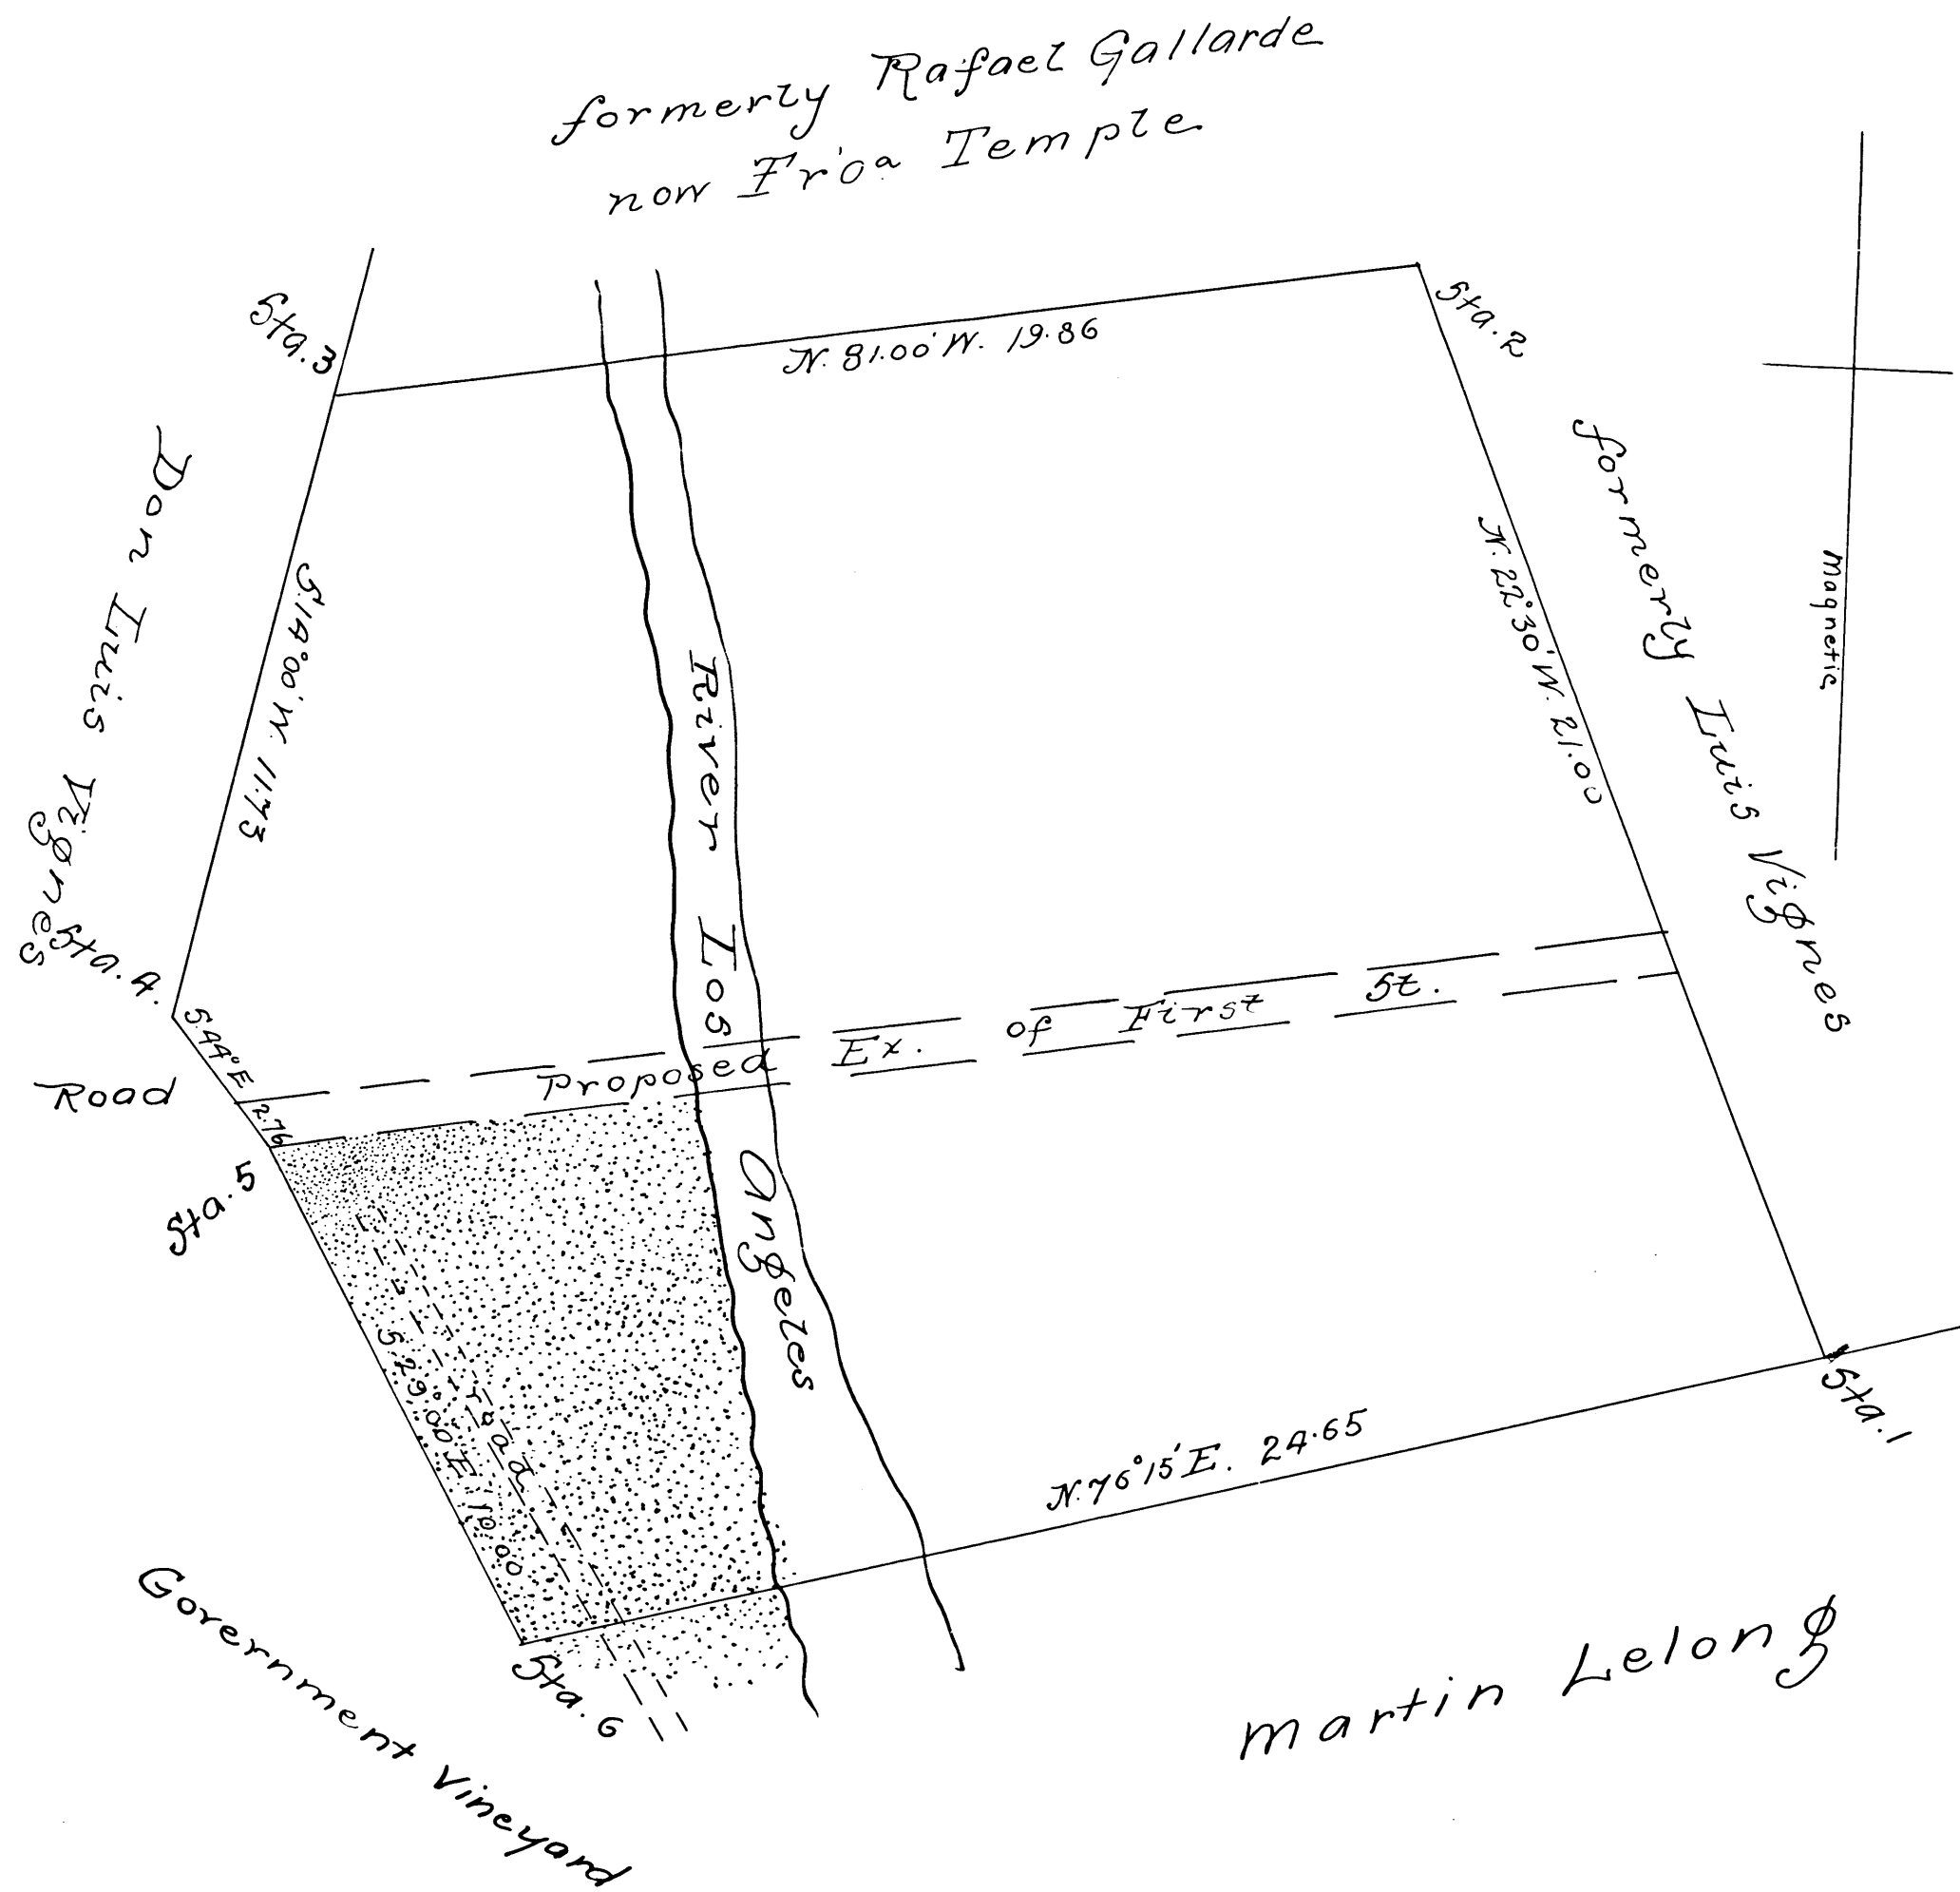 formerly Rafael Gallarde
now Fr'oa Temple
Sta. 3
N. 81.00' W. 19.86
Sta. 2
Don Luis Vignes
S. 14°00' W. 11.73
N. 22°30' W. 21.00
formerly Luis Vignes
magnetic
River Los Angeles
Sta. 4.
S. 44° E 2.76
Road
Proposed Ex. of First St.
Sta. 5
S. 29°00 E 10.00
road
N. 76°15' E. 24.65
Sta. 1
Sta. 6
Government Vineyard
Martin Lelong